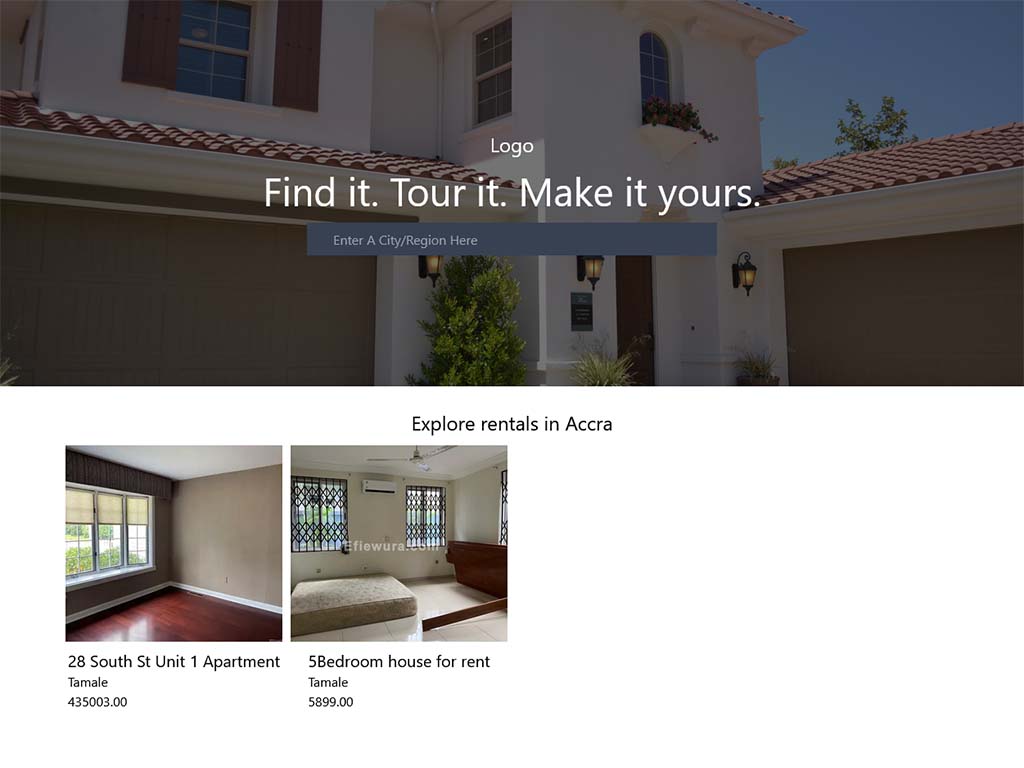 Logo
Find it. Tour it. Make it yours.
Enter A City/Region Here
Explore rentals in Accra
Efiewura.com
28 South St Unit 1 Apartment
5Bedroom house for rent
Tamale
Tamale
435003.00
5899.00